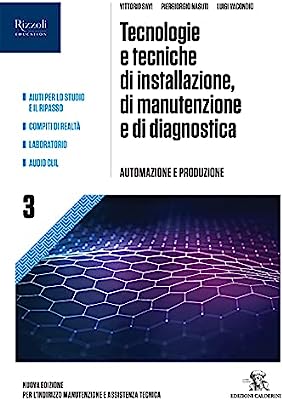 Rizzoli
EDUCATION
VITTORIO SAVI PIERGIORGIO NASUTI LUIGI VACONDIO
Tecnologie
e tecniche
di installazione,
di manutenzione
e di diagnostica
AUTOMAZIONE E PRODUZIONE
AIUTI PER LO STUDIO
E IL RIPASSO
COMPITI DI REALTÀ
LABORATORIO
AUDIO CLIL
3
NUOVA EDIZIONE
PER L'INDIRIZZO MANUTENZIONE E ASSISTENZA TECNICA
EDIZIONI CALDERINI